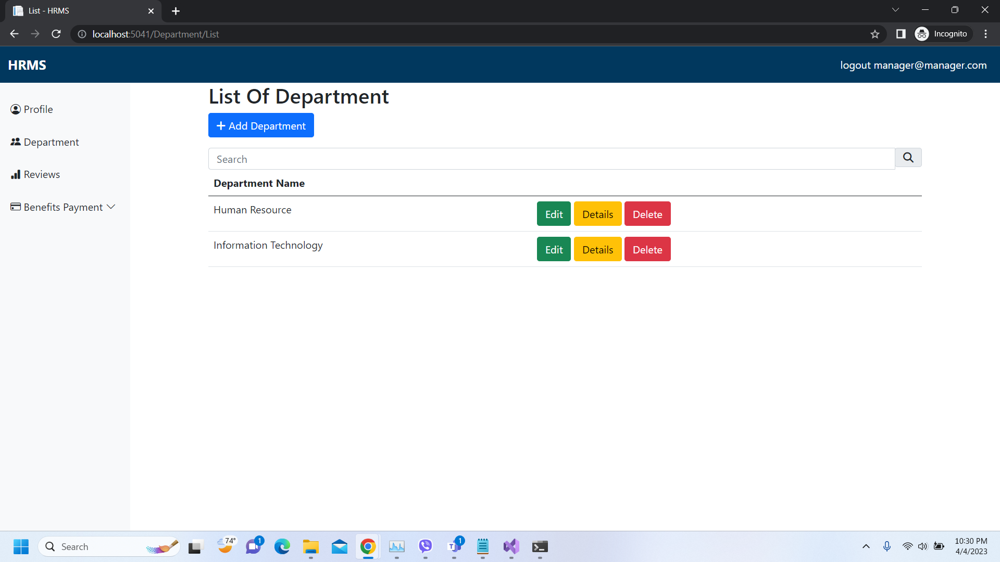 List - HRMS
localhost:5041/Department/List
Incognito
HRMS
logout manager@manager.com
Profile
Department
Reviews
Benefits Payment
List Of Department
+ Add Department
Search
Department Name
Human Resource Edit Details Delete
Information Technology Edit Details Delete
Search
74°
1
1
10:30 PM
4/4/2023